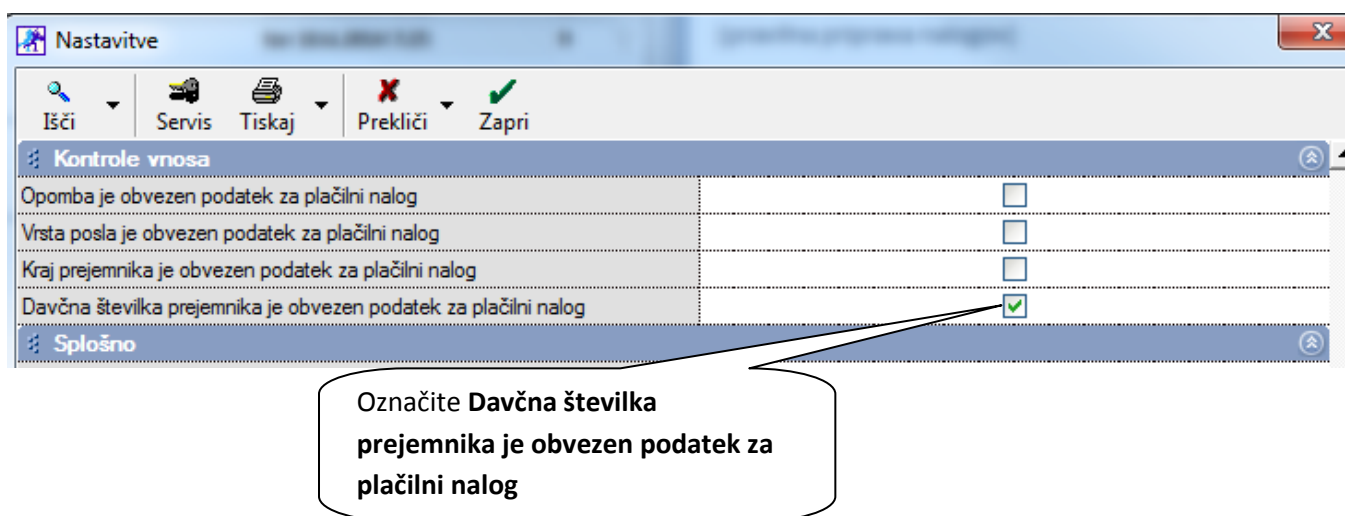 Nastavitve
Išči Servis Tiskaj Prekliči Zapri
Kontrole vnosa
Opomba je obvezen podatek za plačilni nalog
Vrsta posla je obvezen podatek za plačilni nalog
Kraj prejemnika je obvezen podatek za plačilni nalog
Davčna številka prejemnika je obvezen podatek za plačilni nalog
Splošno
Označite Davčna številka
prejemnika je obvezen podatek za
plačilni nalog